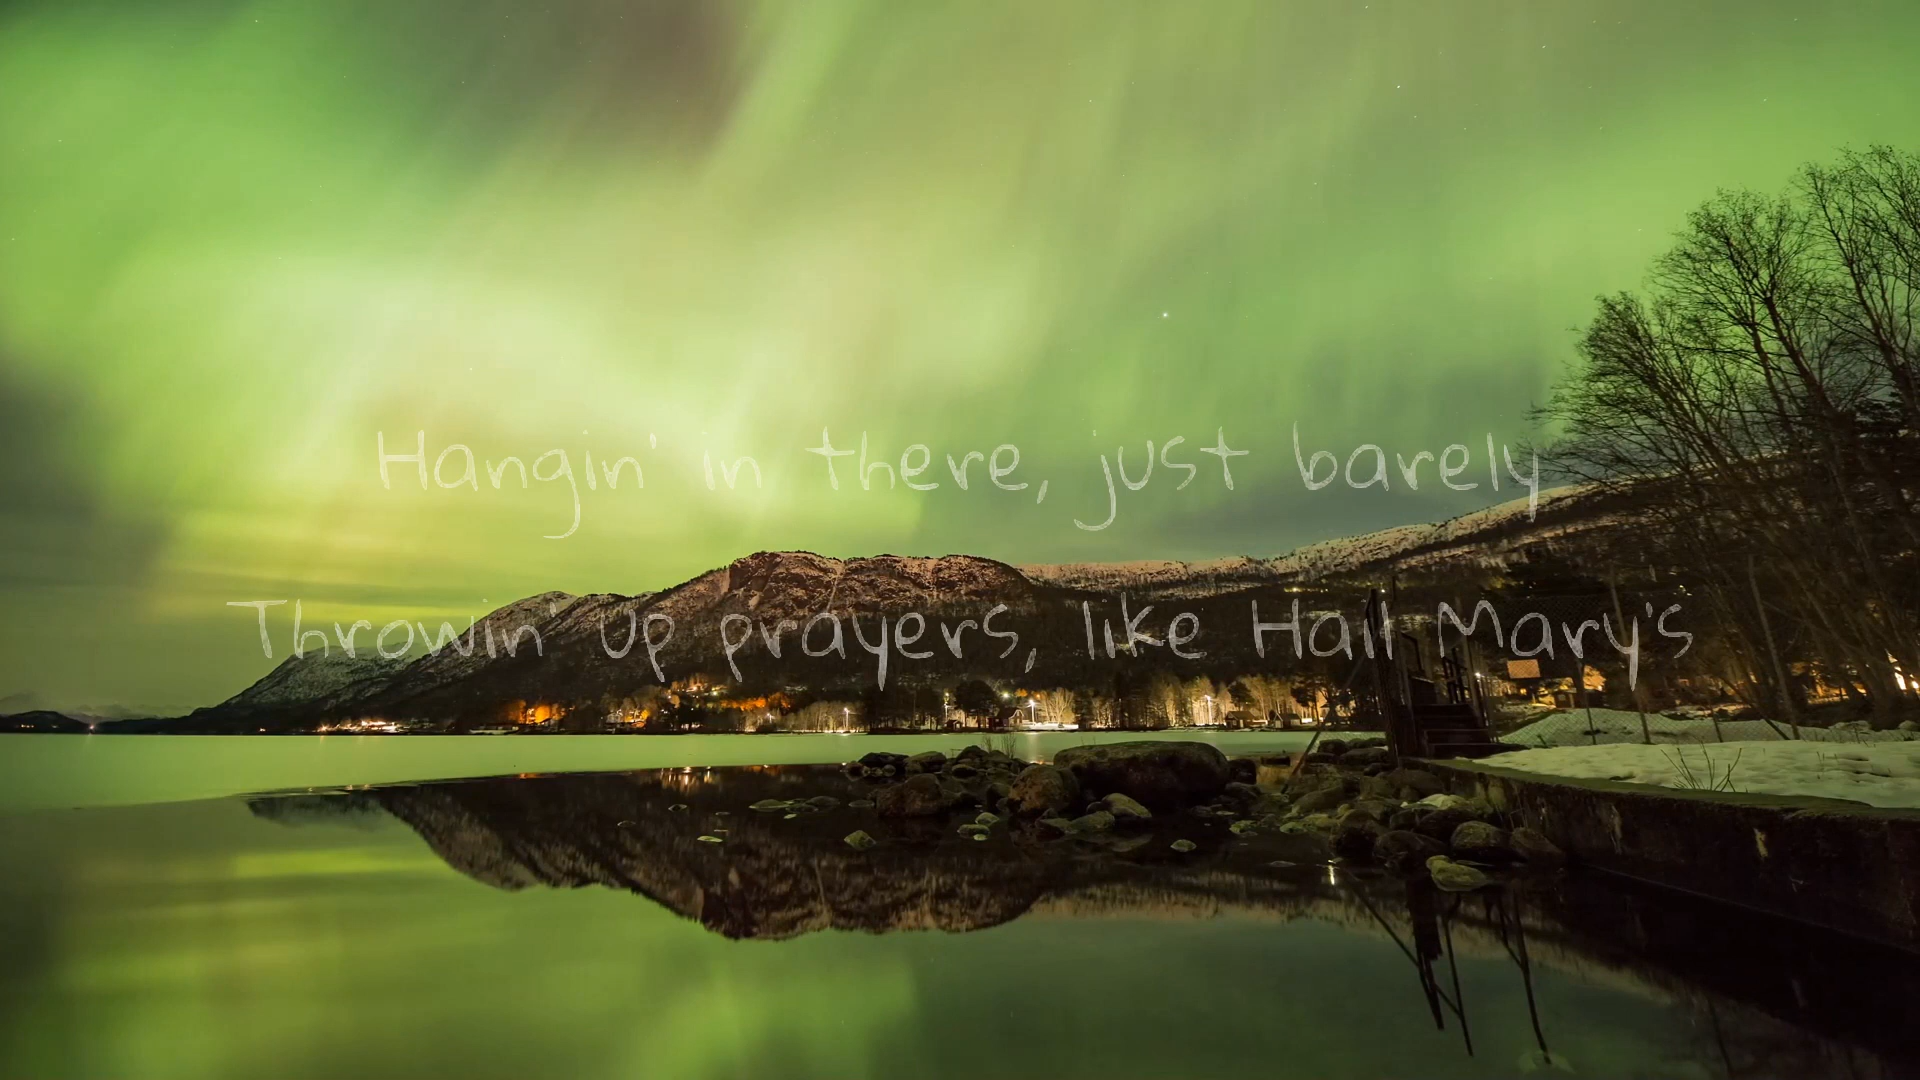 Hangin' in there, just barely
Throwin' up prayers, like Hail Mary's